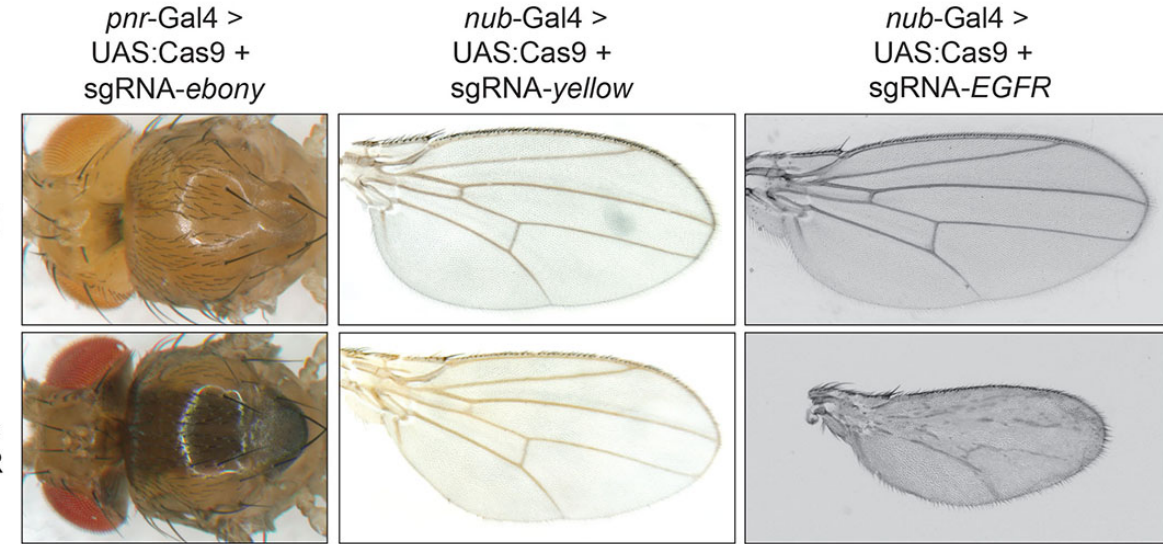 pnr-Gal4 >
UAS:Cas9 +
sgRNA-ebony
nub-Gal4 >
UAS:Cas9 +
sgRNA-yellow
nub-Gal4 >
UAS:Cas9 +
sgRNA-EGFR